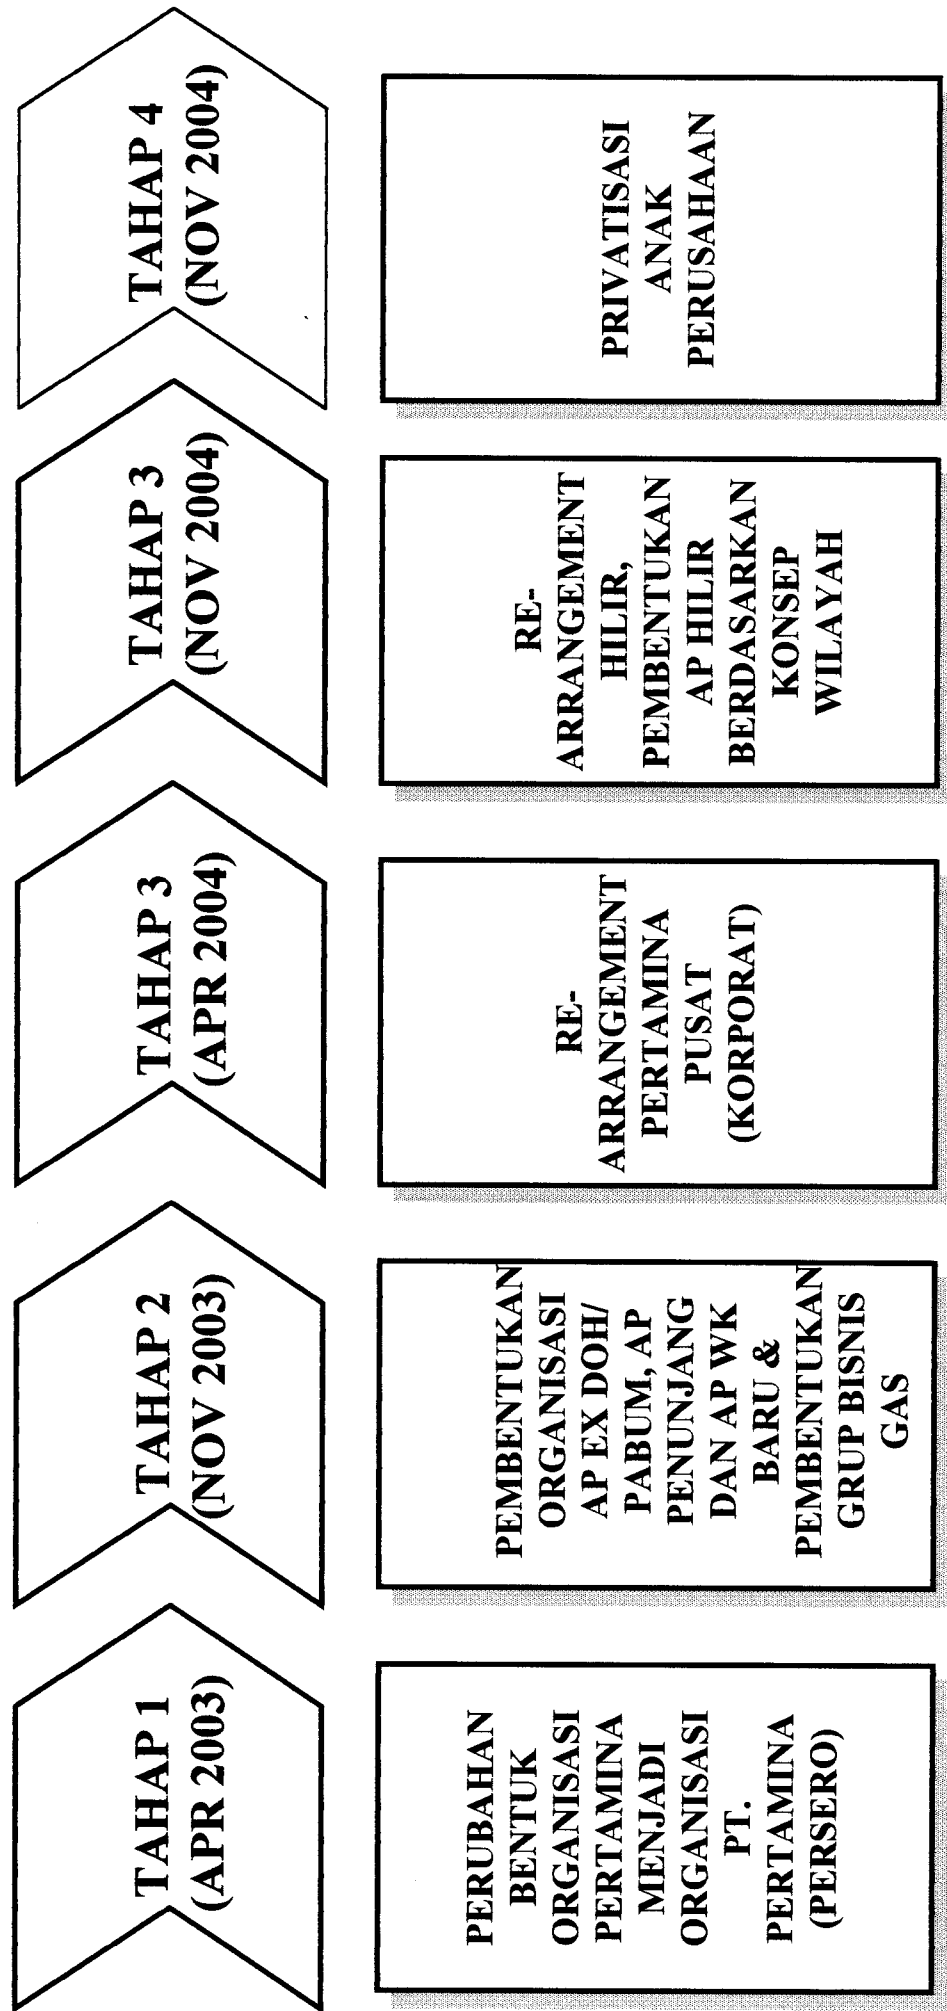 TAHAP 1
(APR 2003)
PERUBAHAN
BENTUK
ORGANISASI
PERTAMINA
MENJADI
ORGANISASI
PT.
PERTAMINA
(PERSERO)
TAHAP 2
(NOV 2003)
PEMBENTUKAN
ORGANISASI
AP EX DOH/
PABUM, AP
PENUNJANG
DAN AP WK
BARU &
PEMBENTUKAN
GRUP BISNIS
GAS
TAHAP 3
(APR 2004)
RE-
ARRANGEMENT
PERTAMINA
PUSAT
(KORPORAT)
TAHAP 3
(NOV 2004)
RE-
ARRANGEMENT
HILIR,
PEMBENTUKAN
AP HILIR
BERDASARKAN
KONSEP
WILAYAH
TAHAP 4
(NOV 2004)
PRIVATISASI
ANAK
PERUSAHAAN